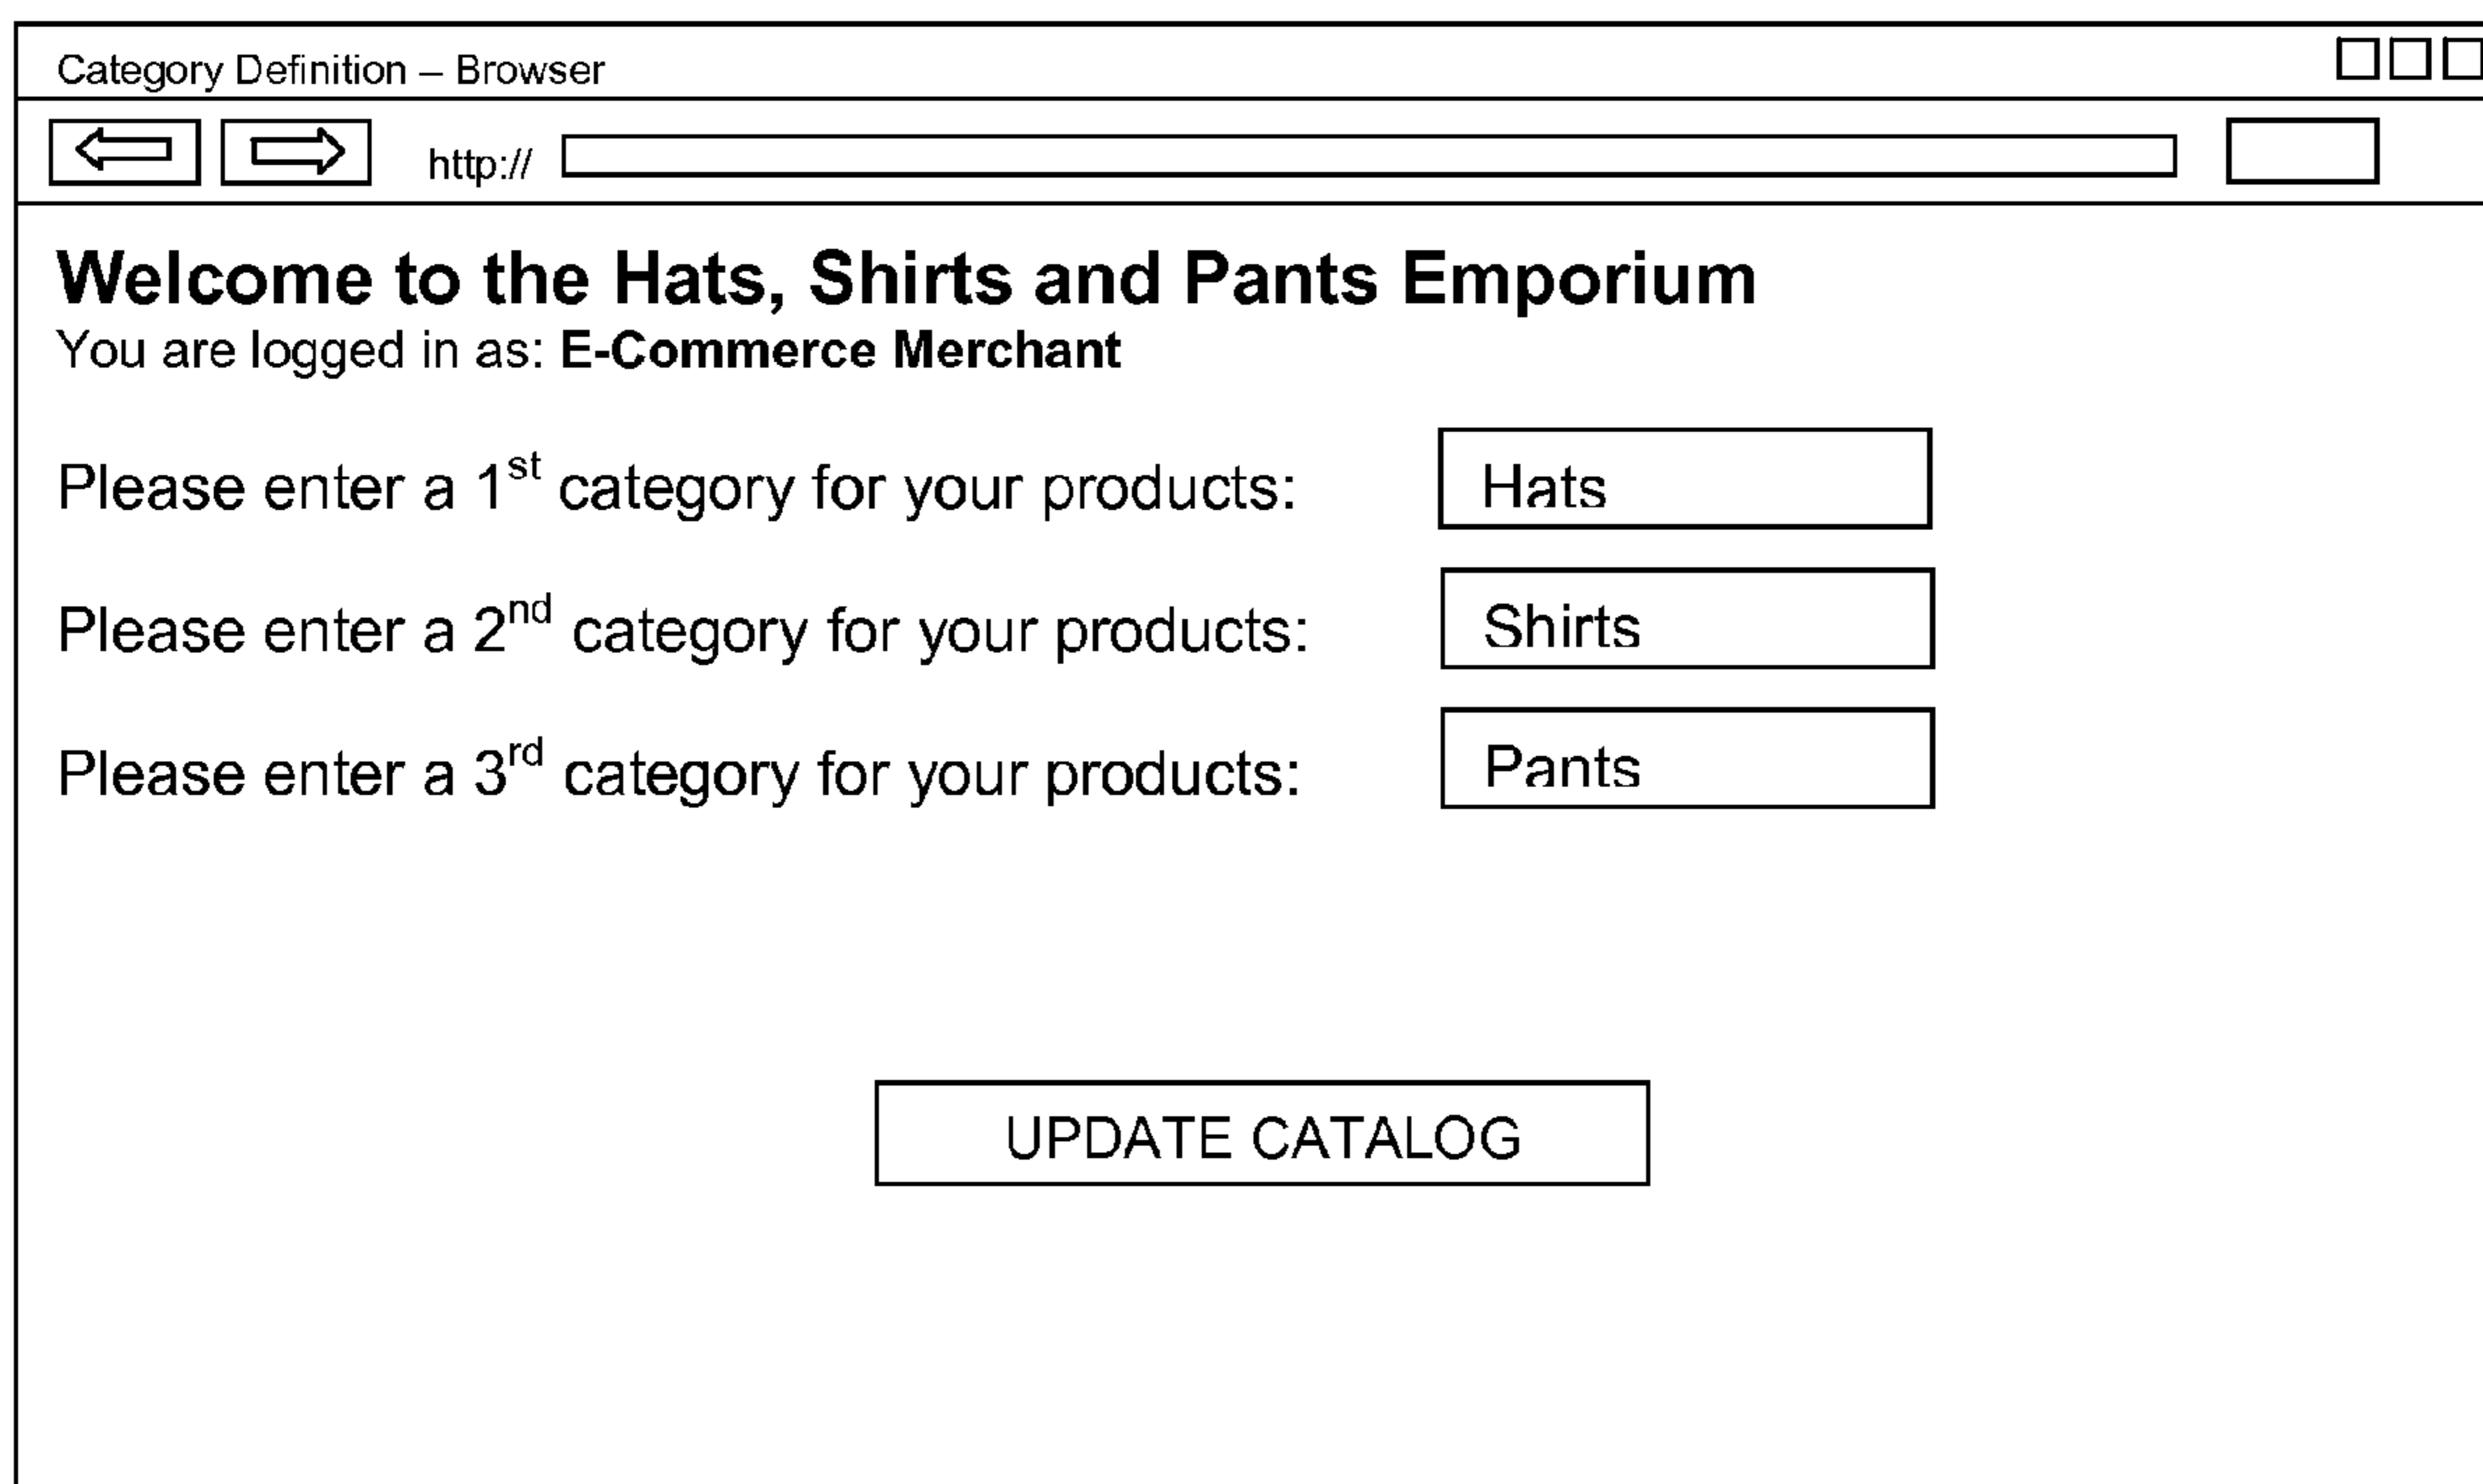 Category Definition – Browser
http://
Welcome to the Hats, Shirts and Pants Emporium
You are logged in as: E-Commerce Merchant
Please enter a 1st category for your products: Hats
Please enter a 2nd category for your products: Shirts
Please enter a 3rd category for your products: Pants
UPDATE CATALOG